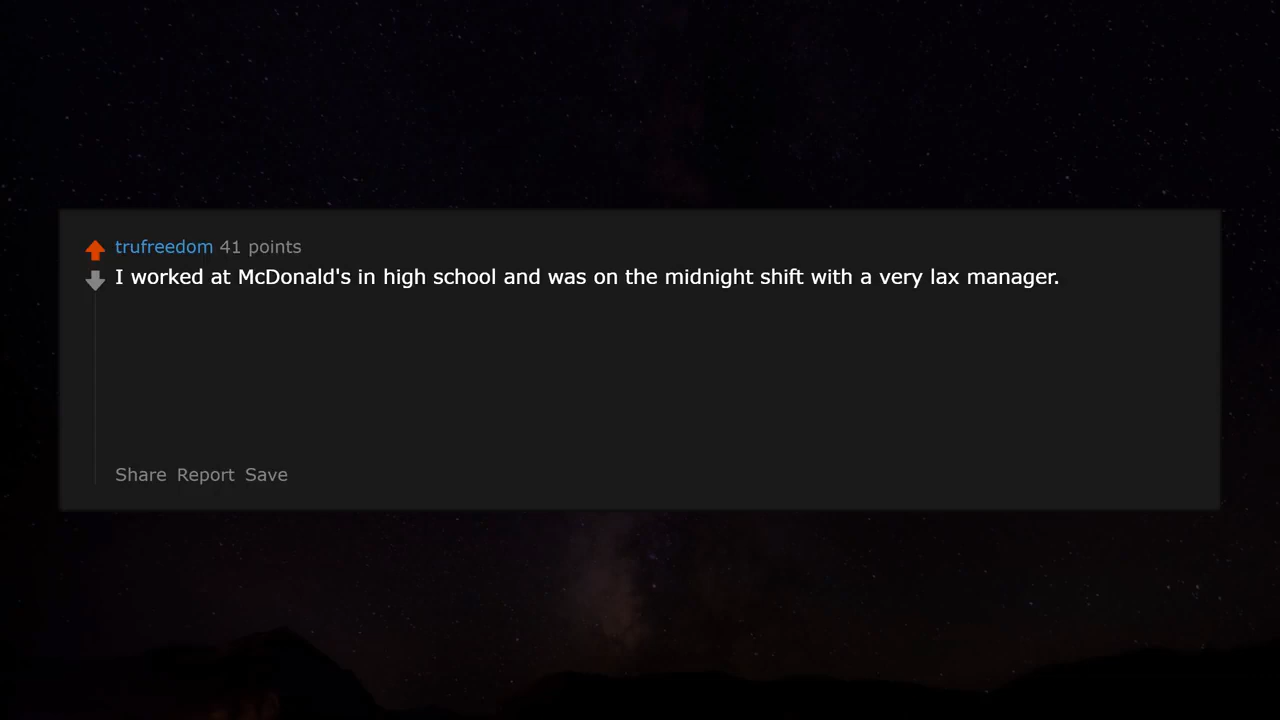 trufreedom 41 points
I worked at McDonald's in high school and was on the midnight shift with a very lax manager.
Share Report Save